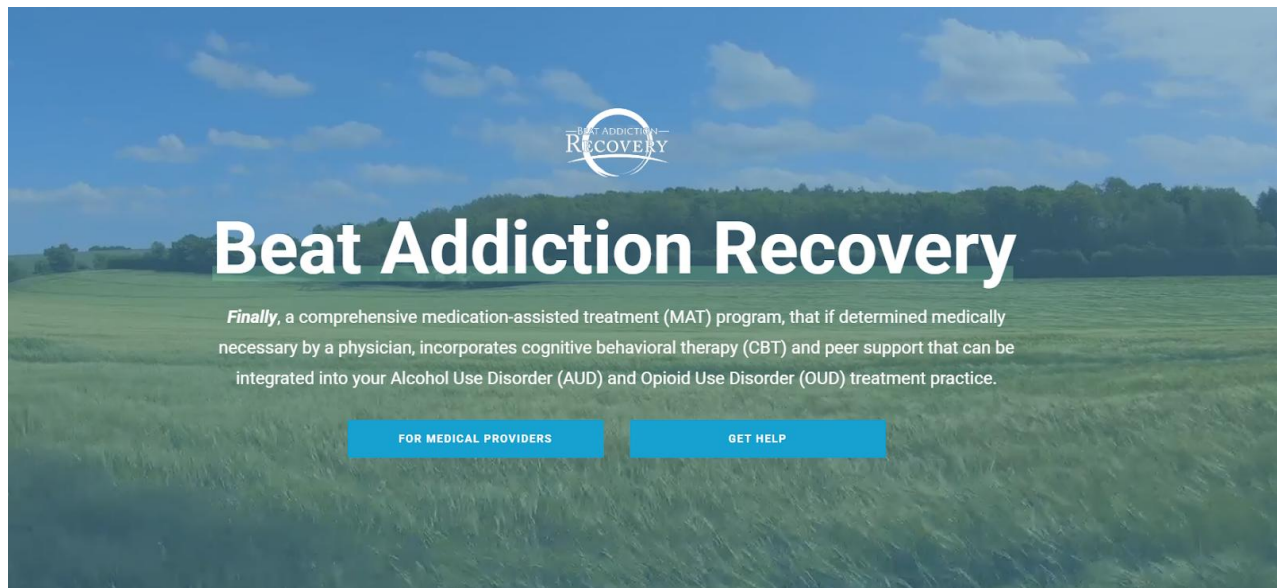 BEAT ADDICTION
RECOVERY
Beat Addiction Recovery
Finally, a comprehensive medication-assisted treatment (MAT) program, that if determined medically
necessary by a physician, incorporates cognitive behavioral therapy (CBT) and peer support that can be
integrated into your Alcohol Use Disorder (AUD) and Opioid Use Disorder (OUD) treatment practice.
FOR MEDICAL PROVIDERS
GET HELP